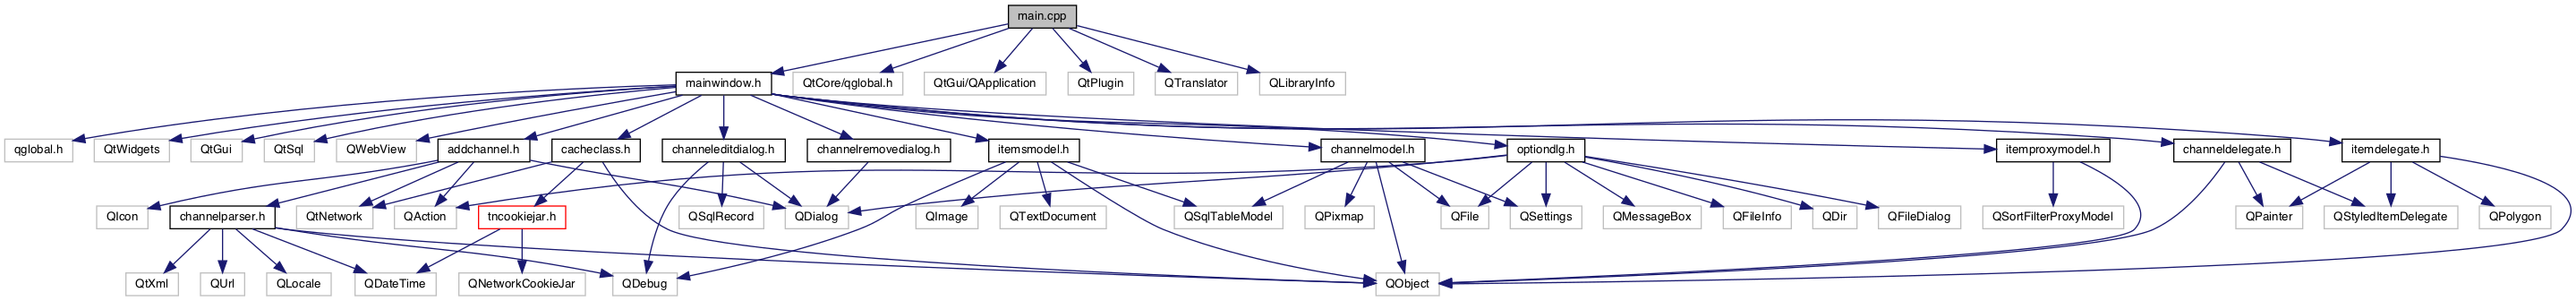 main.cpp
mainwindow.h
QtCore/qglobal.h
QtGui/QApplication
QtPlugin
QTranslator
QLibraryInfo
qglobal.h
QtWidgets
QtGui
QtSql
QWebView
addchannel.h
cacheclass.h
channeleditdialog.h
channelremovedialog.h
itemsmodel.h
channelmodel.h
optiondlg.h
itemproxymodel.h
channeldelegate.h
itemdelegate.h
QIcon
channelparser.h
QtNetwork
QAction
tncookiejar.h
QSqlRecord
QDialog
QImage
QTextDocument
QSqlTableModel
QPixmap
QFile
QSettings
QMessageBox
QFileInfo
QDir
QFileDialog
QSortFilterProxyModel
QPainter
QStyledItemDelegate
QPolygon
QtXml
QUrl
QLocale
QDateTime
QNetworkCookieJar
QDebug
QObject